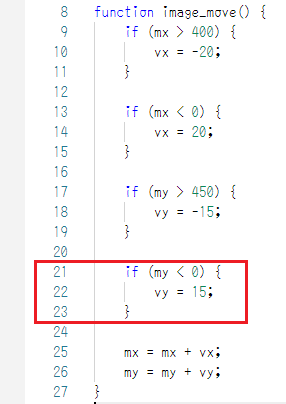 8 function image_move() {
9 if (mx > 400) {
10 vx = -20;
11 }
12
13 if (mx < 0) {
14 vx = 20;
15 }
16
17 if (my > 450) {
18 vy = -15;
19 }
20
21 if (my < 0) {
22 vy = 15;
23 }
24
25 mx = mx + vx;
26 my = my + vy;
27 }